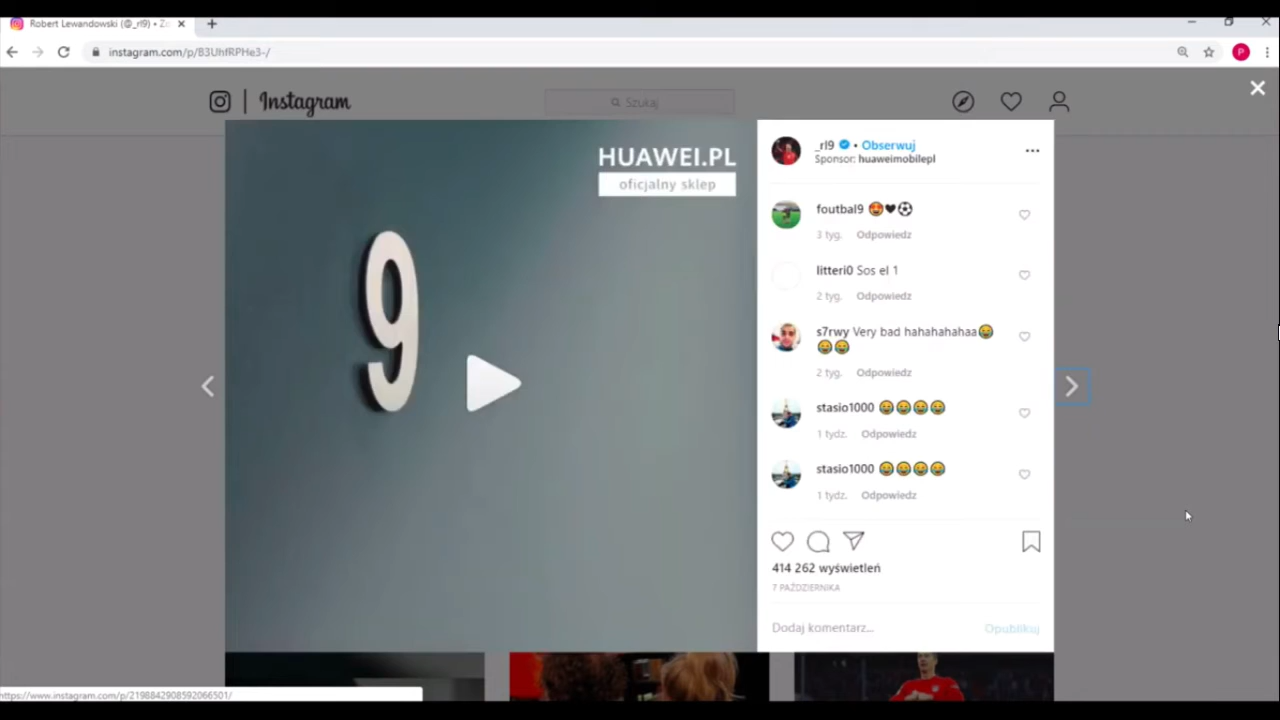 Robert Lewandowski (@_rl9) •
instagram.com/p/B3UhfRPHe3-/
P
Instagram
Szukaj
HUAWEI.PL
oficjalny sklep
9
_rl9 • Obserwuj
Sponsor: huaweimobilepl
foutbal9 🤩🖤⚽
3 tyg. Odpowiedz
litteri0 Sos el 1
2 tyg. Odpowiedz
s7rwy Very bad hahahahahaa😂
😂😂
2 tyg. Odpowiedz
stasio1000 😂😂😂😂
1 tydz. Odpowiedz
stasio1000 😂😂😂😂
1 tydz. Odpowiedz
414 262 wyświetleń
7 PAŹDZIERNIKA
Dodaj komentarz... Opublikuj
https://www.instagram.com/p/2198842908592066501/